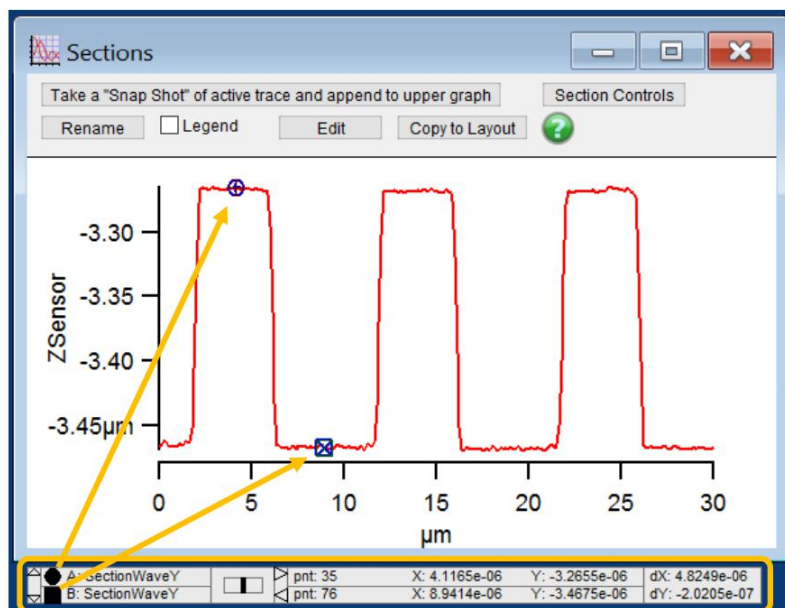 Sections
Take a "Snap Shot" of active trace and append to upper graph Section Controls
Rename Legend Edit Copy to Layout ?
-3.30
-3.35
-3.40
-3.45µm
ZSensor
0 5 10 15 20 25 30
µm
A: SectionWaveY pnt: 35 X: 4.1165e-06 Y: -3.2655e-06 dX: 4.8249e-06
B: SectionWaveY pnt: 76 X: 8.9414e-06 Y: -3.4675e-06 dY: -2.0205e-07